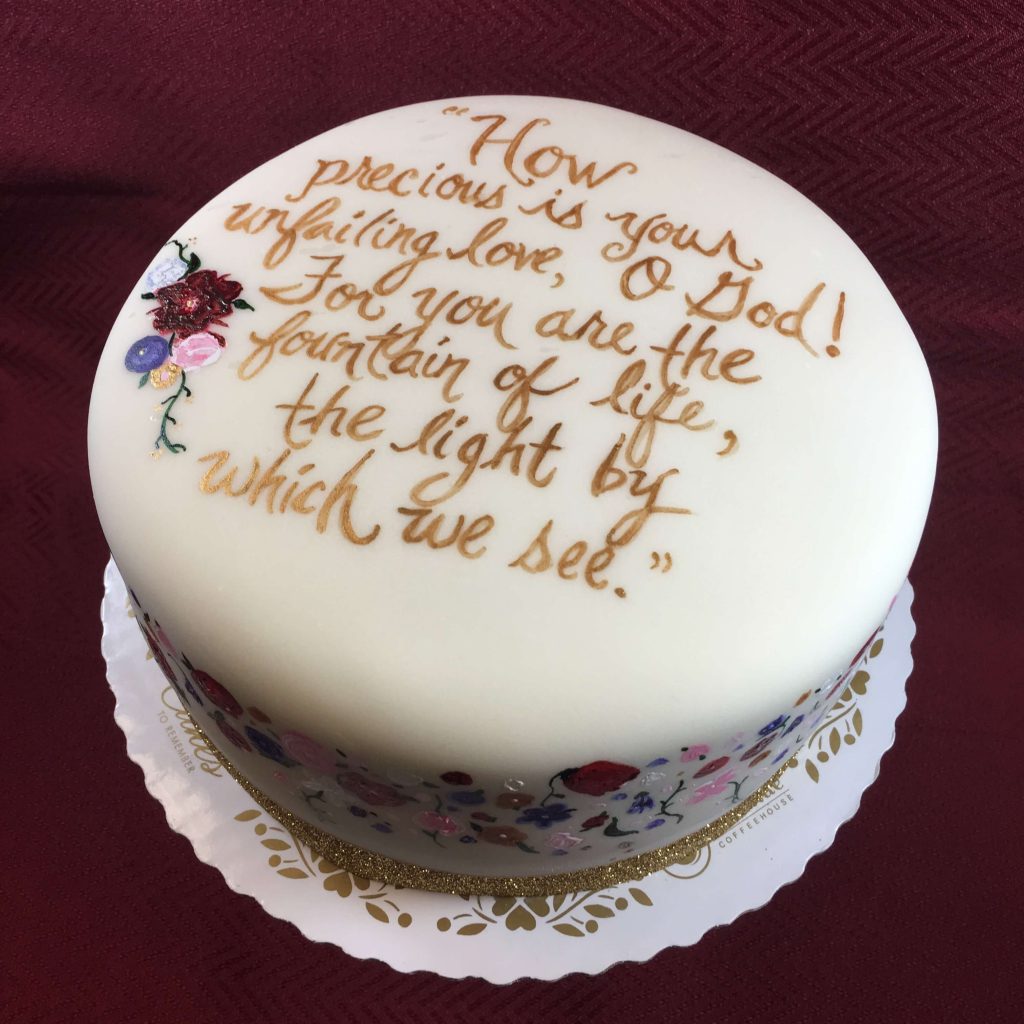 “How
precious is your
unfailing love, O God!
For you are the
fountain of life,
the light by
which we see.”
Cakes
TO REMEMBER
COFFEEHOUSE